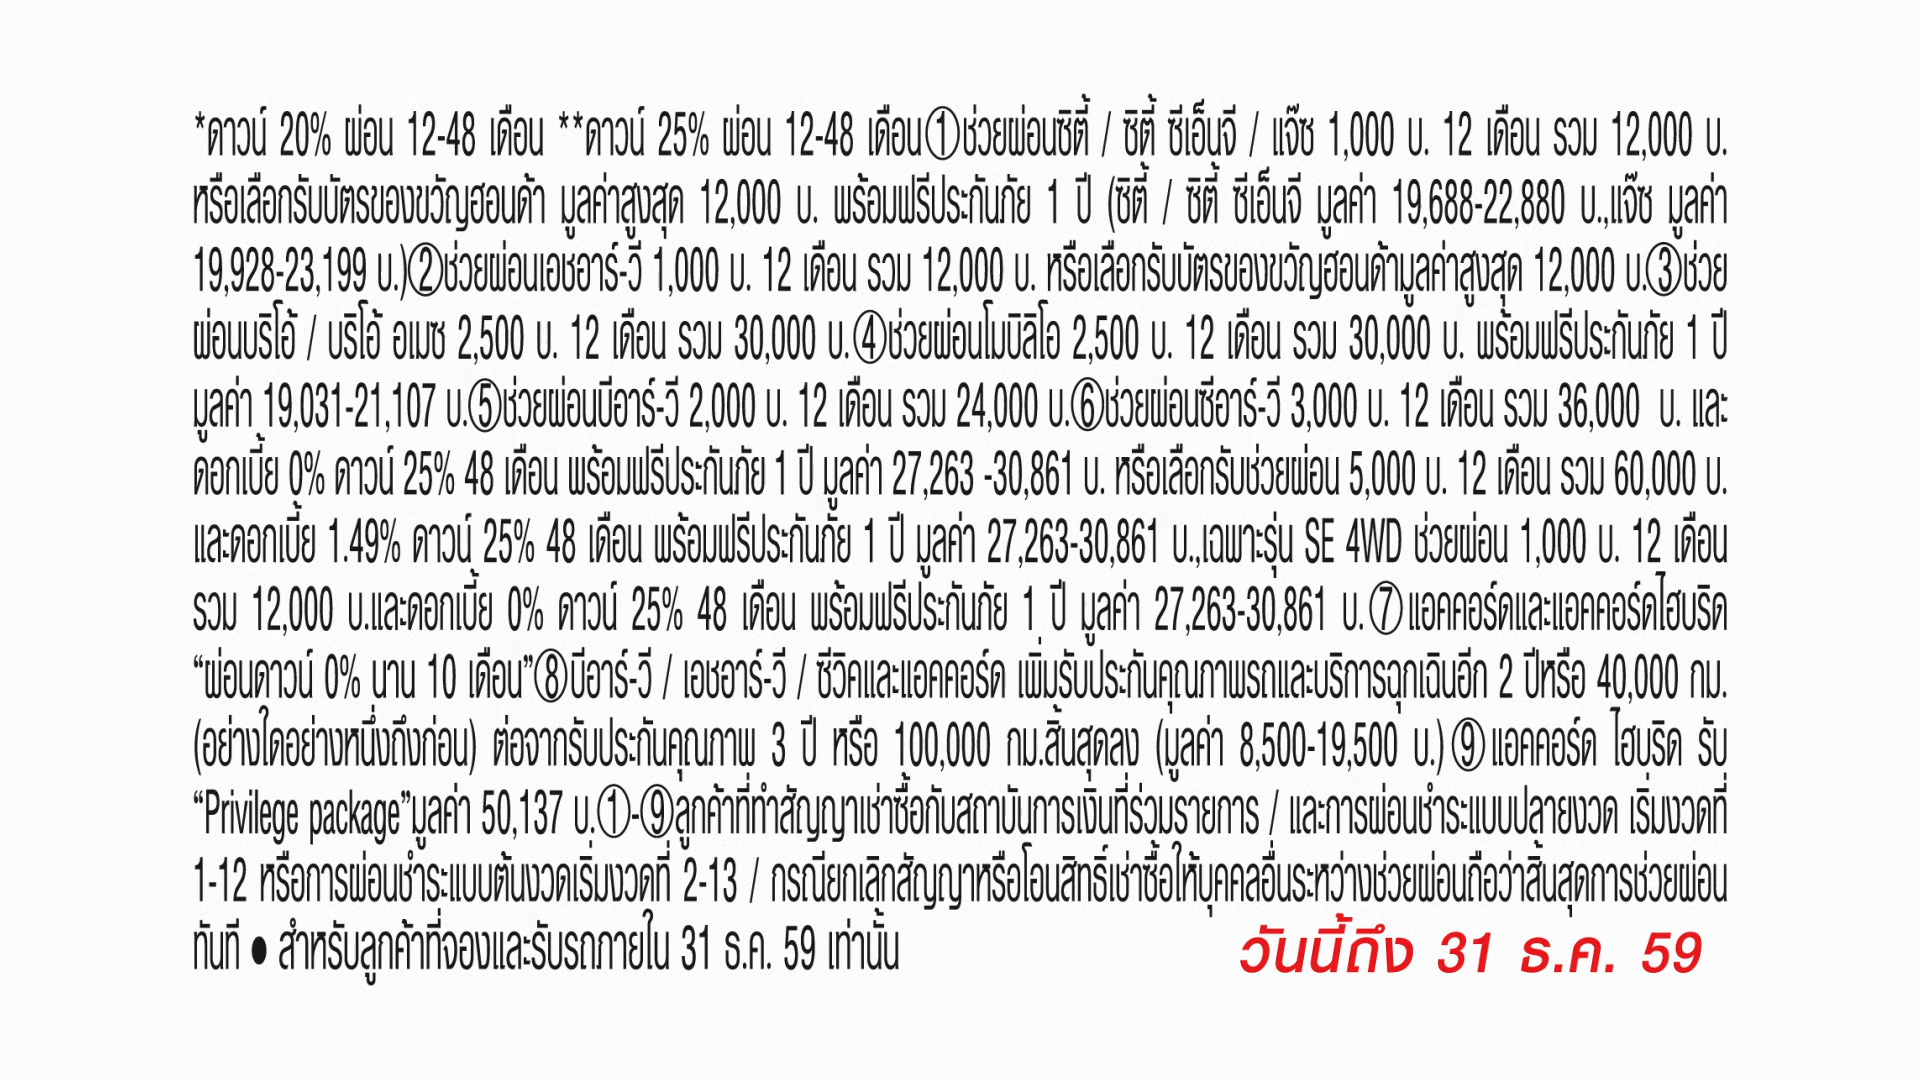 *ดาวน์ 20% ผ่อน 12-48 เดือน **ดาวน์ 25% ผ่อน 12-48 เดือน①ช่วยผ่อนซิตี้ / ซิตี้ ซีเอ็นจี / แจ๊ซ 1,000 บ. 12 เดือน รวม 12,000 บ.
หรือเลือกรับบัตรของขวัญฮอนด้า มูลค่าสูงสุด 12,000 บ. พร้อมฟรีประกันภัย 1 ปี (ซิตี้ / ซิตี้ ซีเอ็นจี มูลค่า 19,688-22,880 บ.,แจ๊ซ มูลค่า
19,928-23,199 บ.)②ช่วยผ่อนเอชอาร์-วี 1,000 บ. 12 เดือน รวม 12,000 บ. หรือเลือกรับบัตรของขวัญฮอนด้ามูลค่าสูงสุด 12,000 บ.③ช่วย
ผ่อนบริโอ้ / บริโอ้ อเมซ 2,500 บ. 12 เดือน รวม 30,000 บ.④ช่วยผ่อนโมบิลิโอ 2,500 บ. 12 เดือน รวม 30,000 บ. พร้อมฟรีประกันภัย 1 ปี
มูลค่า 19,031-21,107 บ.⑤ช่วยผ่อนบีอาร์-วี 2,000 บ. 12 เดือน รวม 24,000 บ.⑥ช่วยผ่อนซีอาร์-วี 3,000 บ. 12 เดือน รวม 36,000 บ. และ
ดอกเบี้ย 0% ดาวน์ 25% 48 เดือน พร้อมฟรีประกันภัย 1 ปี มูลค่า 27,263 -30,861 บ. หรือเลือกรับช่วยผ่อน 5,000 บ. 12 เดือน รวม 60,000 บ.
และดอกเบี้ย 1.49% ดาวน์ 25% 48 เดือน พร้อมฟรีประกันภัย 1 ปี มูลค่า 27,263-30,861 บ.,เฉพาะรุ่น SE 4WD ช่วยผ่อน 1,000 บ. 12 เดือน
รวม 12,000 บ.และดอกเบี้ย 0% ดาวน์ 25% 48 เดือน พร้อมฟรีประกันภัย 1 ปี มูลค่า 27,263-30,861 บ.⑦แอคคอร์ดและแอคคอร์ดไฮบริด
“ผ่อนดาวน์ 0% นาน 10 เดือน”⑧บีอาร์-วี / เอชอาร์-วี / ซีวิคและแอคคอร์ด เพิ่มรับประกันคุณภาพรถและบริการฉุกเฉินอีก 2 ปีหรือ 40,000 กม.
(อย่างใดอย่างหนึ่งถึงก่อน) ต่อจากรับประกันคุณภาพ 3 ปี หรือ 100,000 กม.สิ้นสุดลง (มูลค่า 8,500-19,500 บ.)⑨แอคคอร์ด ไฮบริด รับ
“Privilege package”มูลค่า 50,137 บ.①-⑨ลูกค้าที่ทำสัญญาเช่าซื้อกับสถาบันการเงินที่ร่วมรายการ / และการผ่อนชำระแบบปลายงวด เริ่มงวดที่
1-12 หรือการผ่อนชำระแบบต้นงวดเริ่มงวดที่ 2-13 / กรณียกเลิกสัญญาหรือโอนสิทธิ์เช่าซื้อให้บุคคลอื่นระหว่างช่วยผ่อนถือว่าสิ้นสุดการช่วยผ่อน
ทันที ● สำหรับลูกค้าที่จองและรับรถภายใน 31 ธ.ค. 59 เท่านั้น
วันนี้ถึง 31 ธ.ค. 59